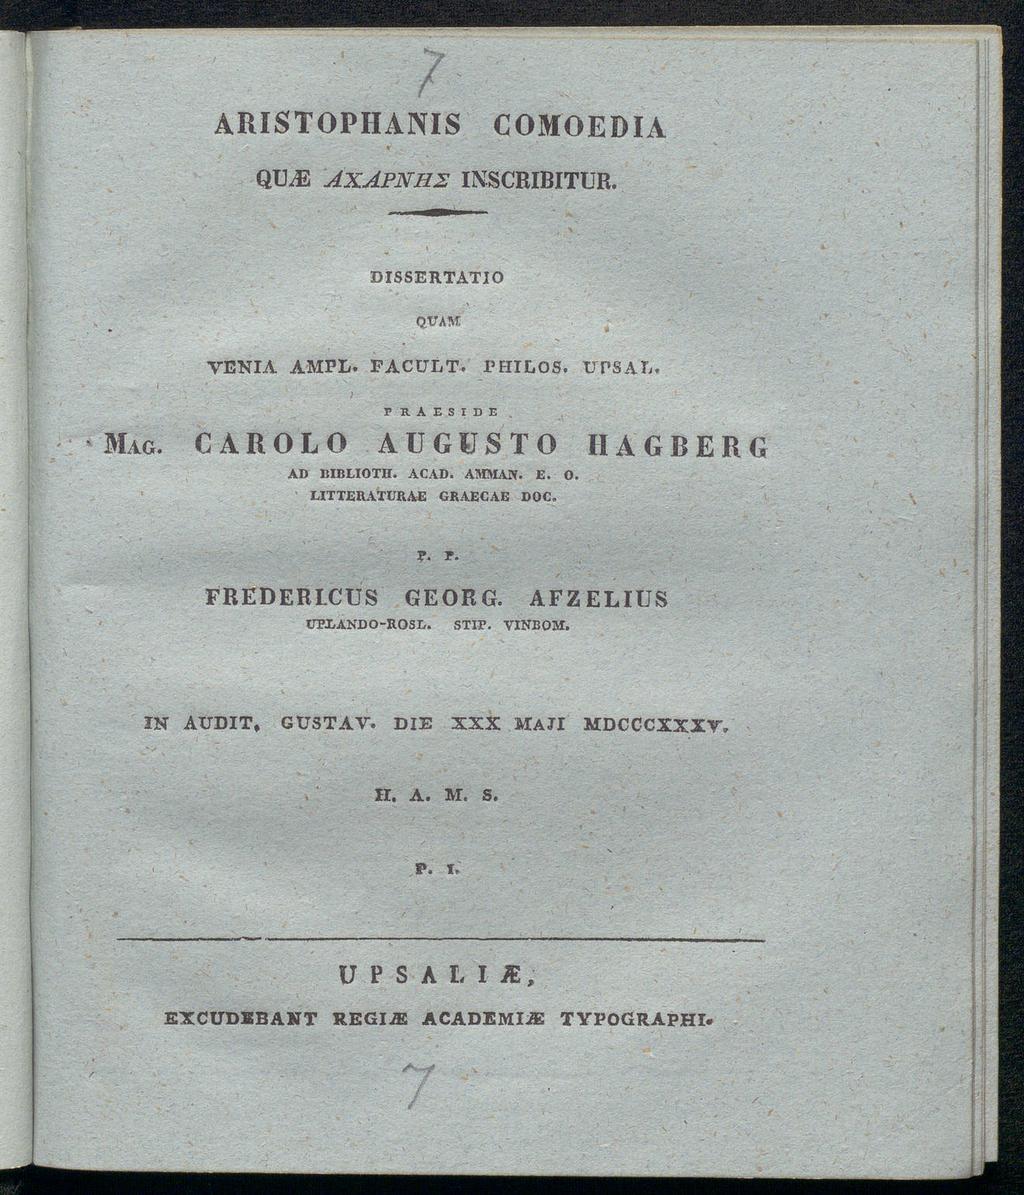 7
ARISTOPHANIS COMOEDIA
QUÆ ΑΧΑΡΝΗΣ INSCRIBITUR.
DISSERTATIO
QUAM
VENIA AMPL. FACULT. PHILOS. UPSAL.
PRAESIDE
MAG. CAROLO AUGUSTO HAGBERG
AD BIBLIOTH. ACAD. AMMAN. E. O.
LITTERATURAE GRAECAE DOC.
P. P.
FREDERICUS GEORG. AFZELIUS
UPLANDO-ROSL. STIP. VINBOM.
IN AUDIT. GUSTAV. DIE XXX MAJI MDCCCXXXV.
H. A. M. S.
P. I.
UPSALIÆ,
EXCUDEBANT REGIÆ ACADEMIÆ TYPOGRAPHI.
7